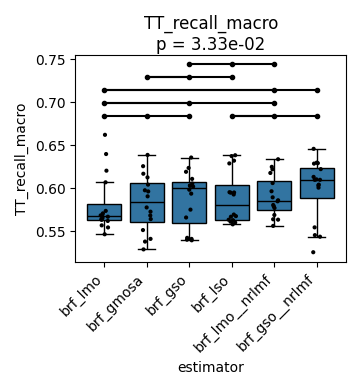 TT_recall_macro
p = 3.33e-02
TT_recall_macro
0.75
0.70
0.65
0.60
0.55
brf_lmo
brf_gmosa
brf_gso
brf_lso
brf_lmo__nrlmf
brf_gso__nrlmf
estimator